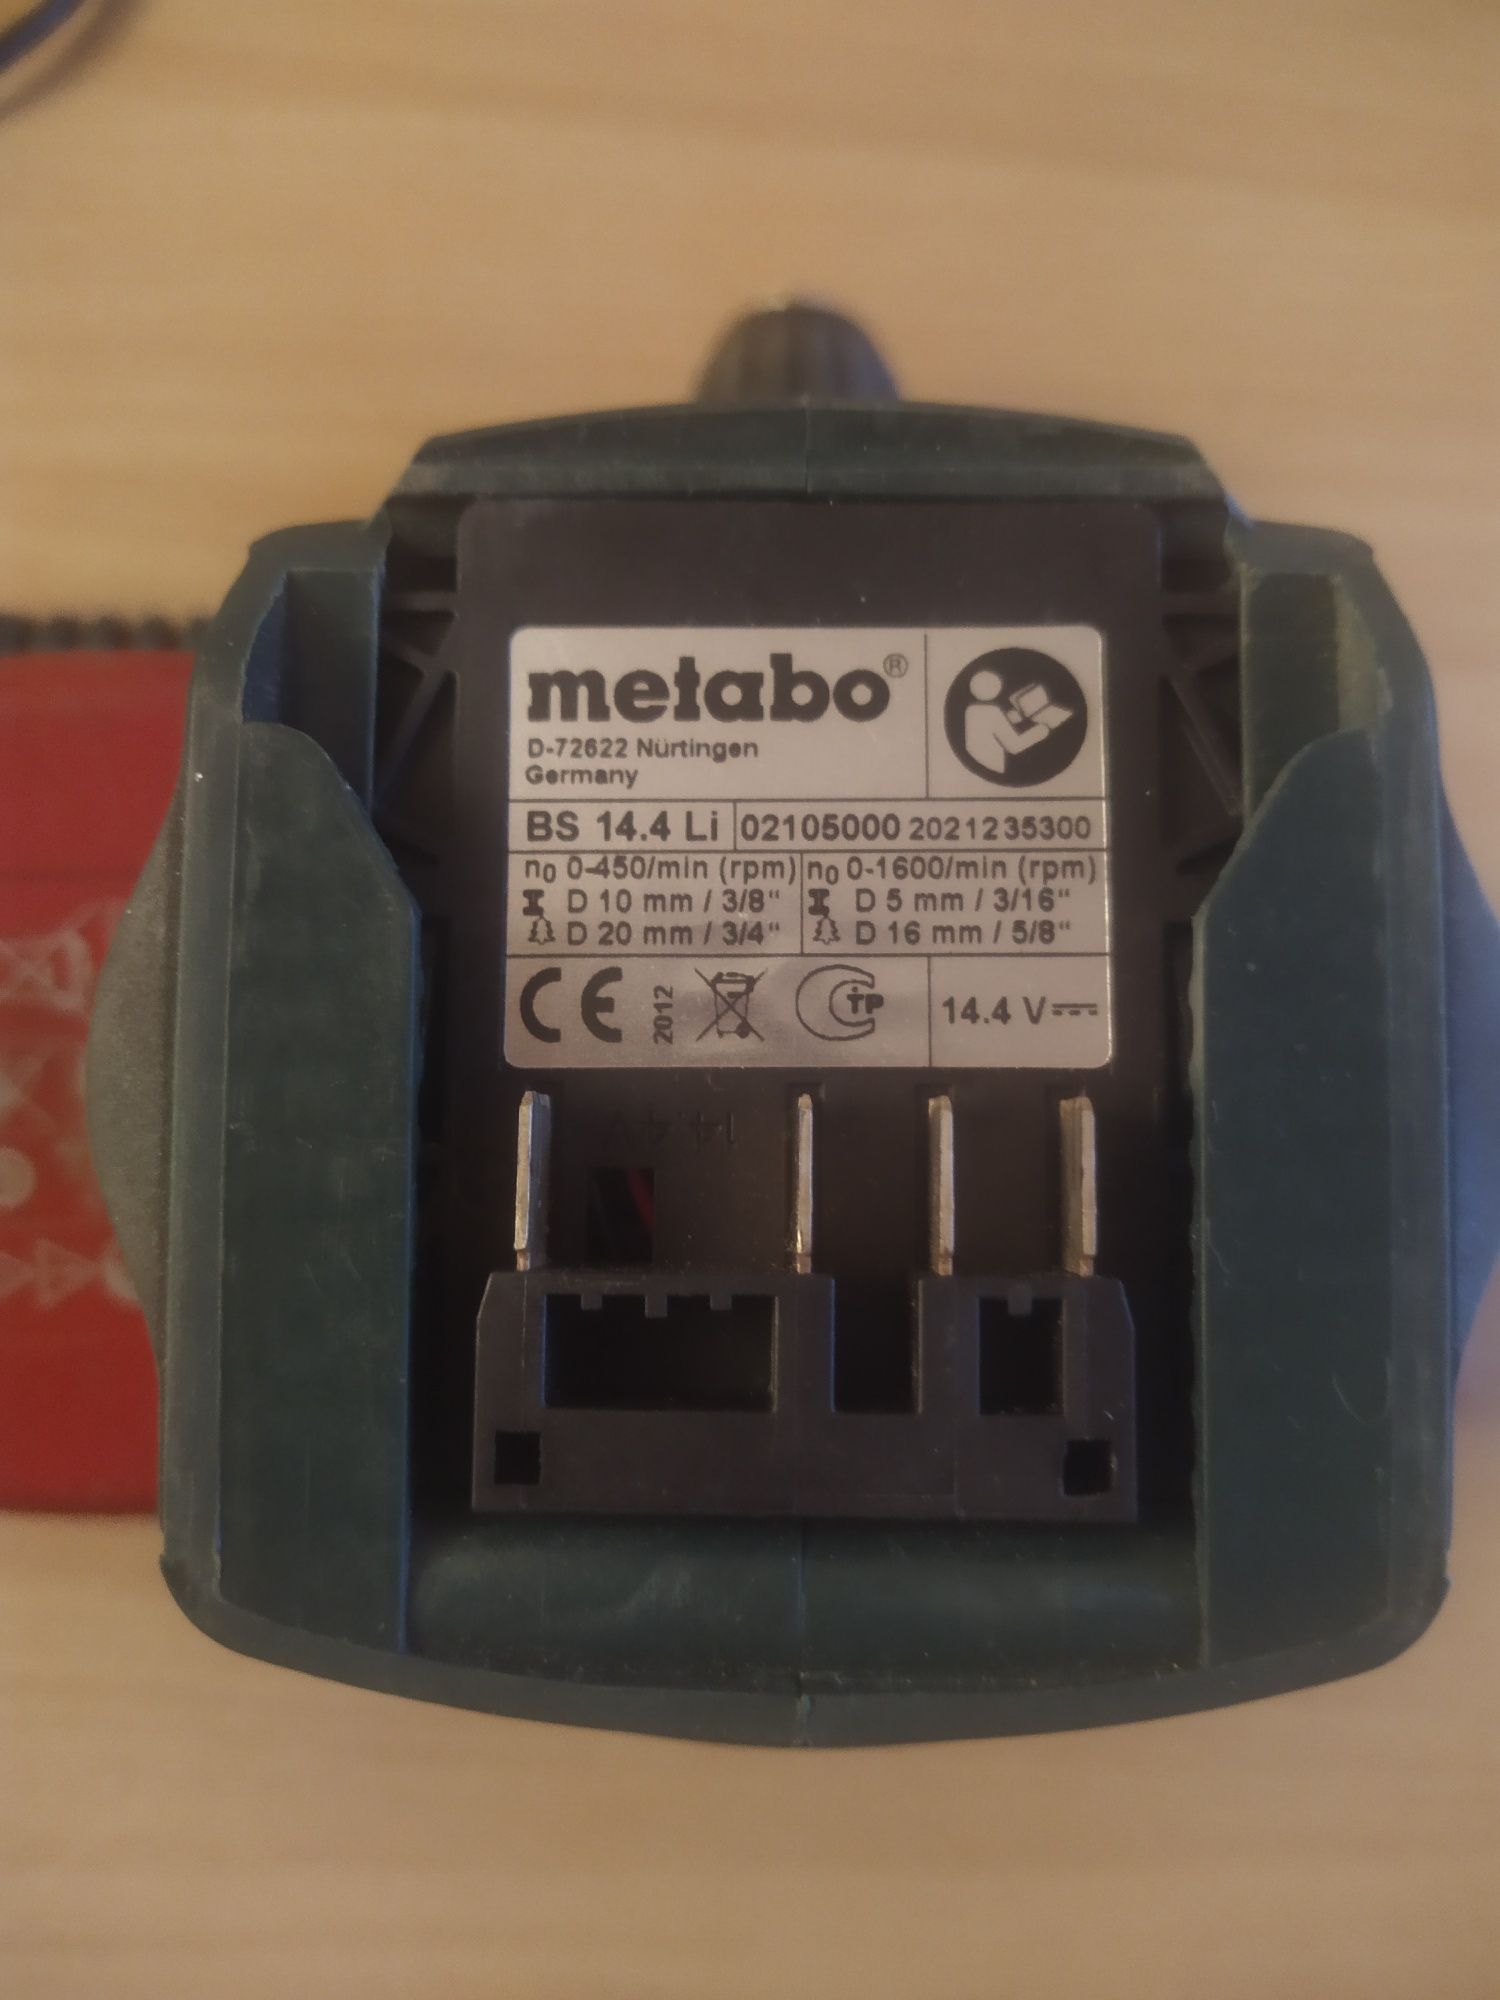 metabo®
D-72622 Nürtingen
Germany
BS 14.4 Li 02105000 2021235300
n0 0-450/min (rpm) n0 0-1600/min (rpm)
D 10 mm / 3/8" D 5 mm / 3/16"
D 20 mm / 3/4" D 16 mm / 5/8"
CE 2012 14.4 V
14.4V